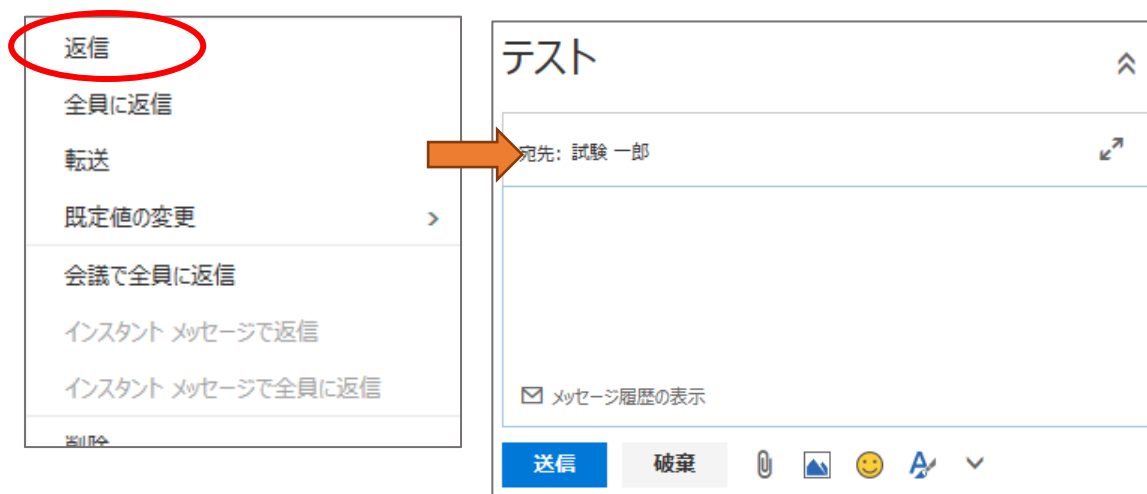 返信
全員に返信
転送
既定値の変更
会議で全員に返信
インスタント メッセージで返信
インスタント メッセージで全員に返信
削除
テスト
宛先: 試験 一郎
メッセージ履歴の表示
送信 破棄